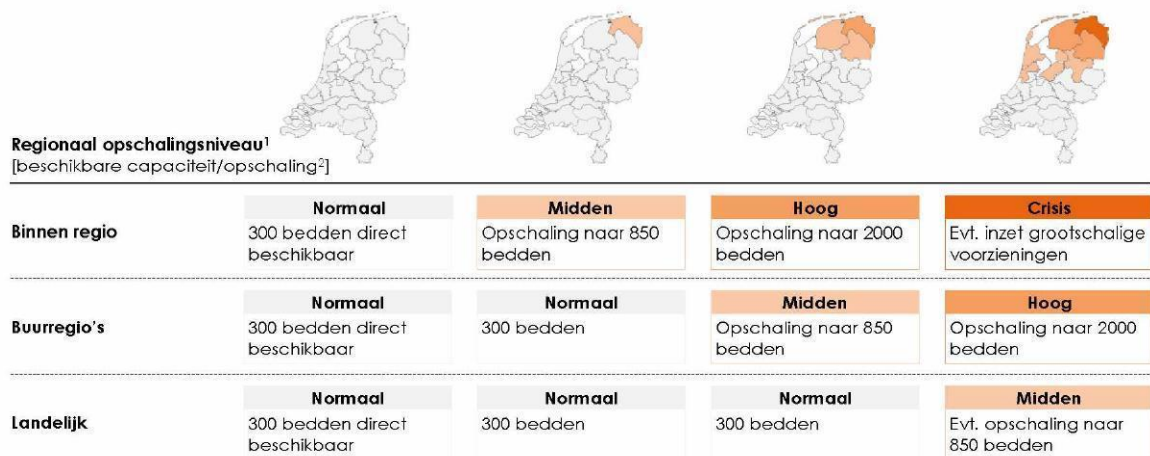 Regionaal opschalingsniveau¹
[beschikbare capaciteit/opschaling²]
Binnen regio
Normaal
300 bedden direct
beschikbaar
Midden
Opschaling naar 850
bedden
Hoog
Opschaling naar 2000
bedden
Crisis
Evt. inzet grootschalige
voorzieningen
Buurregio's
Normaal
300 bedden direct
beschikbaar
Normaal
300 bedden
Midden
Opschaling naar 850
bedden
Hoog
Opschaling naar 2000
bedden
Landelijk
Normaal
300 bedden direct
beschikbaar
Normaal
300 bedden
Normaal
300 bedden
Midden
Evt. opschaling naar
850 bedden